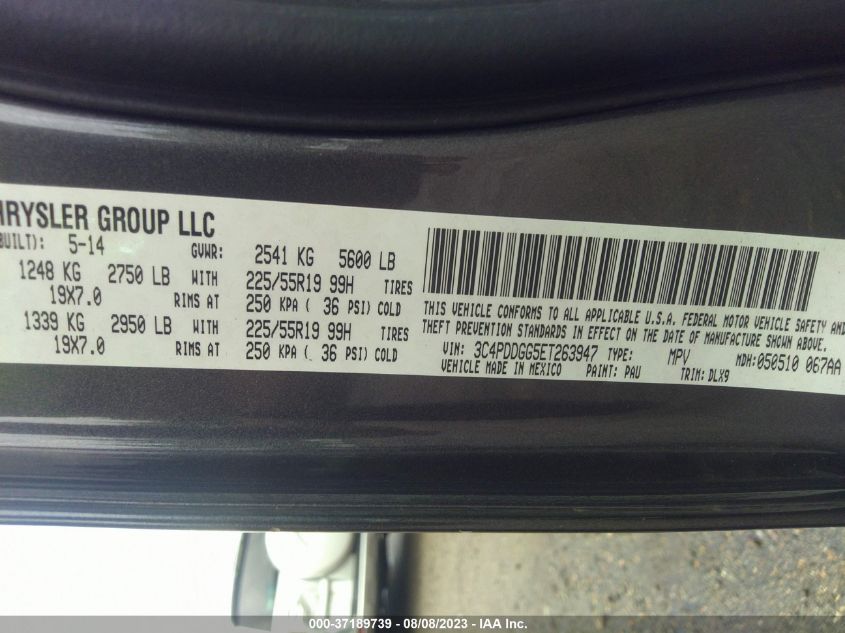 HRYSLER GROUP LLC
BUILT): 5-14 GVWR: 2541 KG 5600 LB
1248 KG 2750 LB WITH 225/55R19 99H TIRES
19X7.0 RIMS AT 250 KPA ( 36 PSI) COLD
1339 KG 2950 LB WITH 225/55R19 99H TIRES
19X7.0 RIMS AT 250 KPA ( 36 PSI) COLD
THIS VEHICLE CONFORMS TO ALL APPLICABLE U.S.A. FEDERAL MOTOR VEHICLE SAFETY AND
THEFT PREVENTION STANDARDS IN EFFECT ON THE DATE OF MANUFACTURE SHOWN ABOVE.
VIN: 3C4PDDGG5ET263947 TYPE: MPV MDH:050510 067AA
VEHICLE MADE IN MEXICO PAINT: PAU TRIM: DLX9
000-37189739 - 08/08/2023 - IAA Inc.